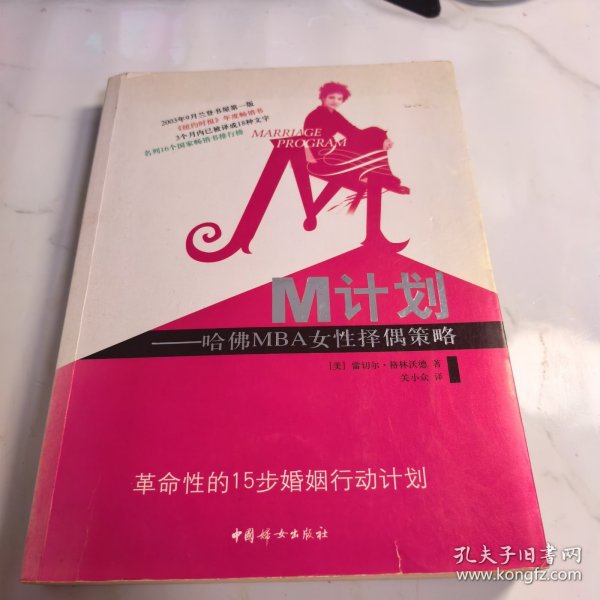 2003年9月兰登书屋第一版
《纽约时报》年度畅销书
3个月内已被译成18种文字
名列16个国家畅销书排行榜
MARRIAGE
PROGRAM
M
M计划
——哈佛MBA女性择偶策略
[美] 雷切尔·格林沃德 著
关小众 译
革命性的15步婚姻行动计划
中国妇女出版社
孔夫子旧书网
www.kongfz.com